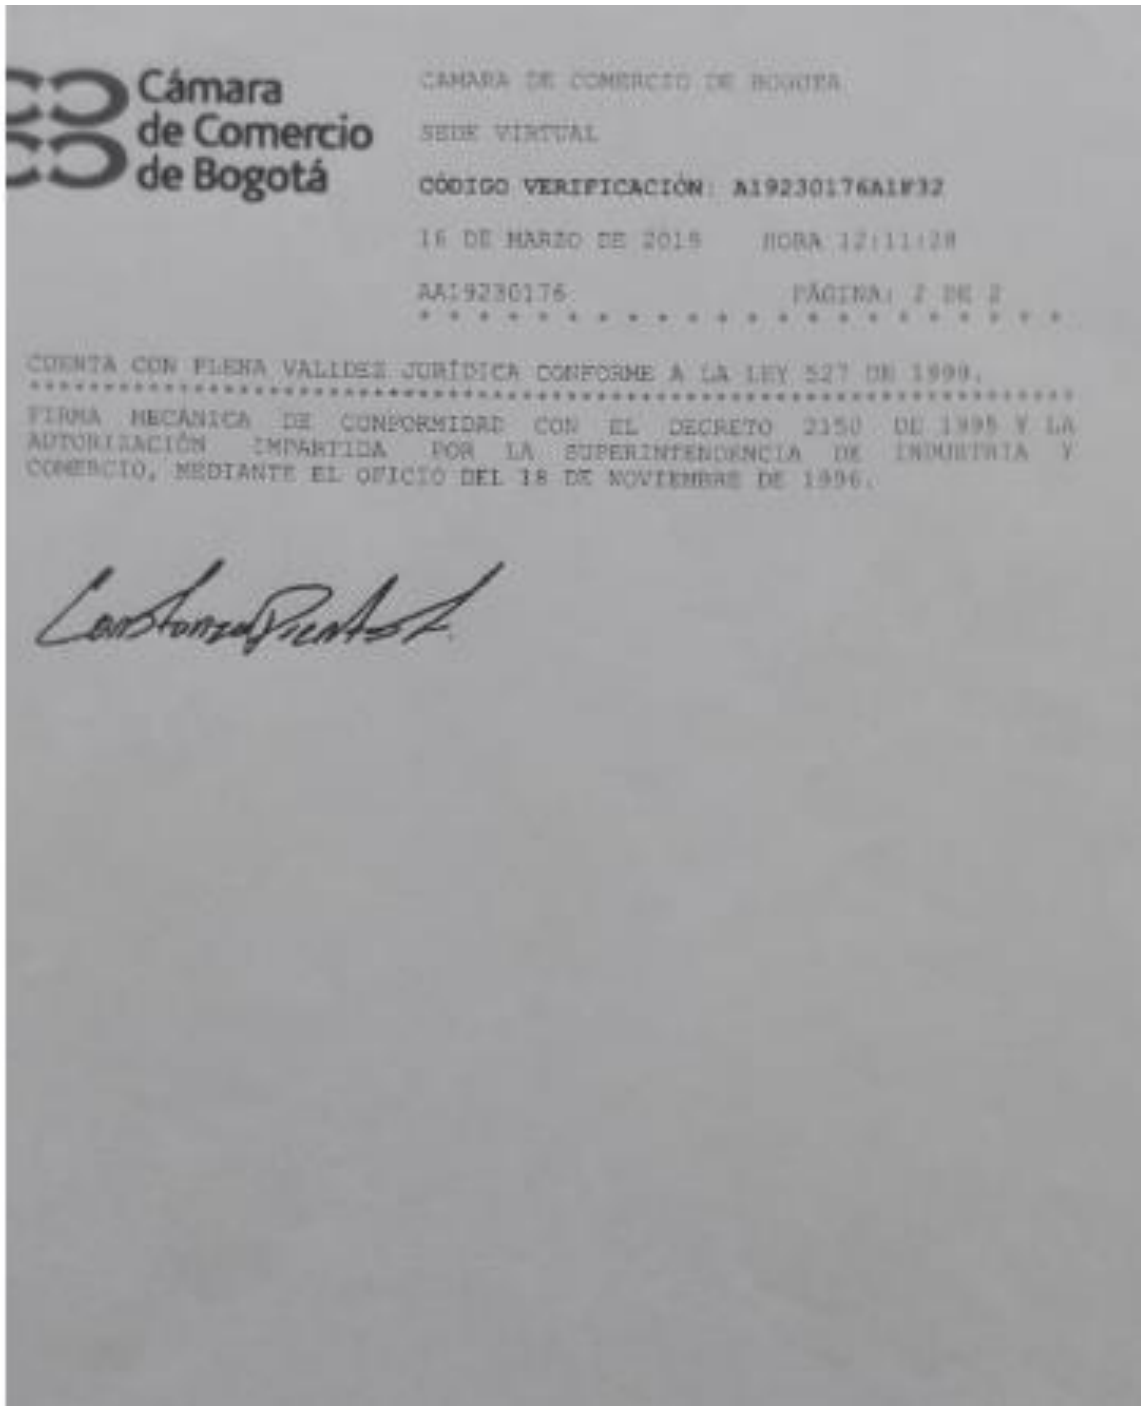 Cámara
de Comercio
de Bogotá
CAMARA DE COMERCIO DE BOGOTA
SEDE VIRTUAL
CÓDIGO VERIFICACIÓN: A19230176A1F32
16 DE MARZO DE 2019 HORA 12:11:28
AA19230176 PÁGINA: 2 DE 2
* * * * * * * * * * * * * * * * * * * * * *
CUENTA CON PLENA VALIDEZ JURÍDICA CONFORME A LA LEY 527 DE 1999.
FIRMA MECÁNICA DE CONFORMIDAD CON EL DECRETO 2150 DE 1995 Y LA
AUTORIZACIÓN IMPARTIDA POR LA SUPERINTENDENCIA DE INDUSTRIA Y
COMERCIO, MEDIANTE EL OFICIO DEL 18 DE NOVIEMBRE DE 1996.